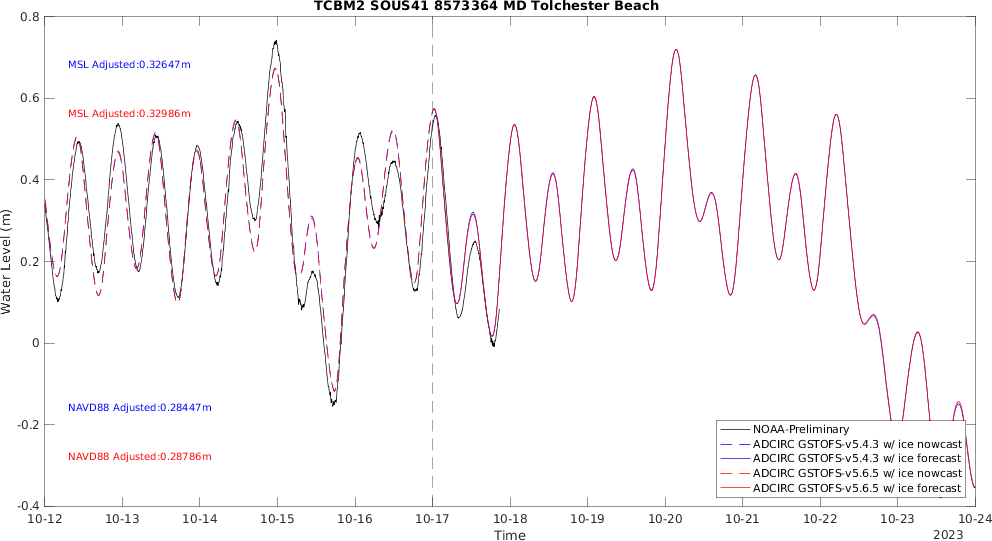 TCBM2 SOUS41 8573364 MD Tolchester Beach
0.8
0.6
0.4
0.2
0
-0.2
-0.4
Water Level (m)
MSL Adjusted:0.32647m
MSL Adjusted:0.32986m
NAVD88 Adjusted:0.28447m
NAVD88 Adjusted:0.28786m
NOAA-Preliminary
ADCIRC GSTOFS-v5.4.3 w/ ice nowcast
ADCIRC GSTOFS-v5.4.3 w/ ice forecast
ADCIRC GSTOFS-v5.6.5 w/ ice nowcast
ADCIRC GSTOFS-v5.6.5 w/ ice forecast
10-12 10-13 10-14 10-15 10-16 10-17 10-18 10-19 10-20 10-21 10-22 10-23 10-24
Time
2023